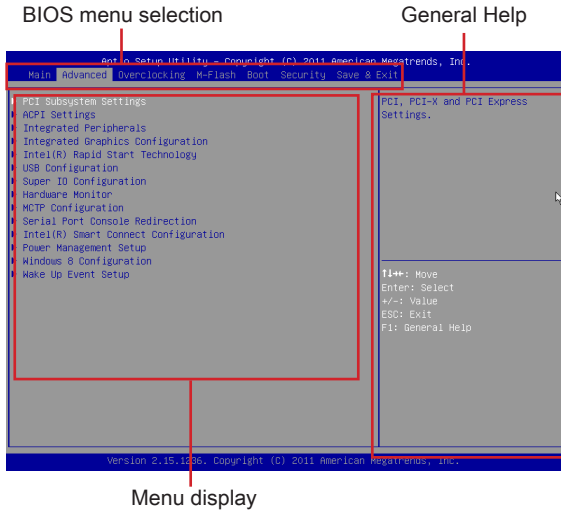 BIOS menu selection
General Help
Aptio Setup Utility – Copyright (C) 2011 American Megatrends, Inc.
Main Advanced Overclocking M-Flash Boot Security Save & Exit
PCI Subsystem Settings
ACPI Settings
Integrated Peripherals
Integrated Graphics Configuration
Intel(R) Rapid Start Technology
USB Configuration
Super IO Configuration
Hardware Monitor
MCTP Configuration
Serial Port Console Redirection
Intel(R) Smart Connect Configuration
Power Management Setup
Windows 8 Configuration
Wake Up Event Setup
PCI, PCI-X and PCI Express
Settings.
↑↓←→: Move
Enter: Select
+/-: Value
ESC: Exit
F1: General Help
Version 2.15.1236. Copyright (C) 2011 American Megatrends, Inc.
Menu display